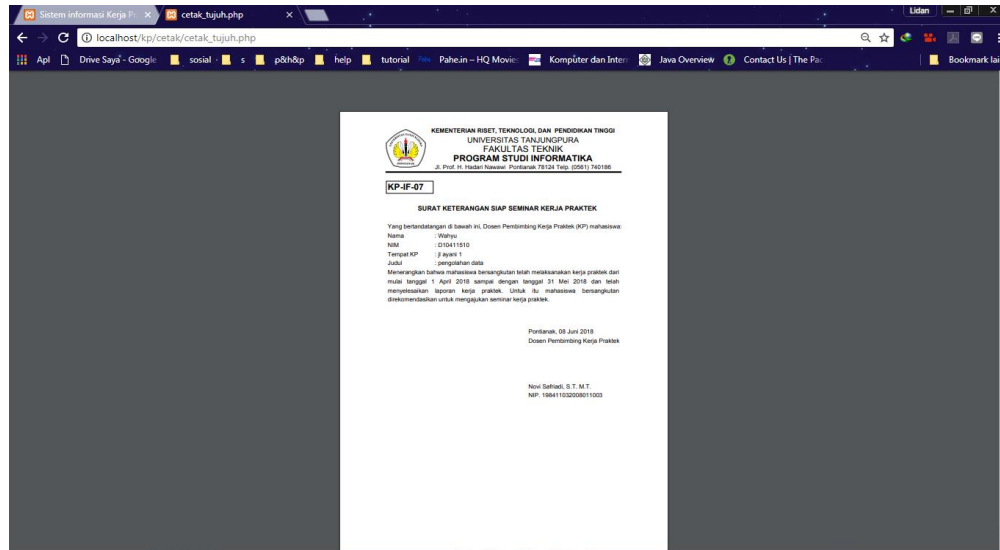 Sistem informasi Kerja Pr
cetak_tujuh.php
Lidan
localhost/kp/cetak/cetak_tujuh.php
Apl
Drive Saya - Google
sosial
s
p&h&p
help
tutorial
Pahe.in – HQ Movie
Komputer dan Intern
Java Overview
Contact Us | The Pac
Bookmark lai
KEMENTERIAN RISET, TEKNOLOGI, DAN PENDIDIKAN TINGGI
UNIVERSITAS TANJUNGPURA
FAKULTAS TEKNIK
PROGRAM STUDI INFORMATIKA
Jl. Prof. H. Hadari Nawawi Pontianak 78124 Telp. (0561) 740186
KP-IF-07
SURAT KETERANGAN SIAP SEMINAR KERJA PRAKTEK
Yang bertandatangan di bawah ini, Dosen Pembimbing Kerja Praktek (KP) mahasiswa:
Nama : Wahyu
NIM : D10411510
Tempat KP : jl ayani 1
Judul : pengolahan data
Menerangkan bahwa mahasiswa bersangkutan telah melaksanakan kerja praktek dari
mulai tanggal 1 April 2018 sampai dengan tanggal 31 Mei 2018 dan telah
menyelesaikan laporan kerja praktek. Untuk itu mahasiswa bersangkutan
direkomendasikan untuk mengajukan seminar kerja praktek.
Pontianak, 08 Juni 2018
Dosen Pembimbing Kerja Praktek
Novi Safriadi, S.T. M.T.
NIP. 198411032008011003